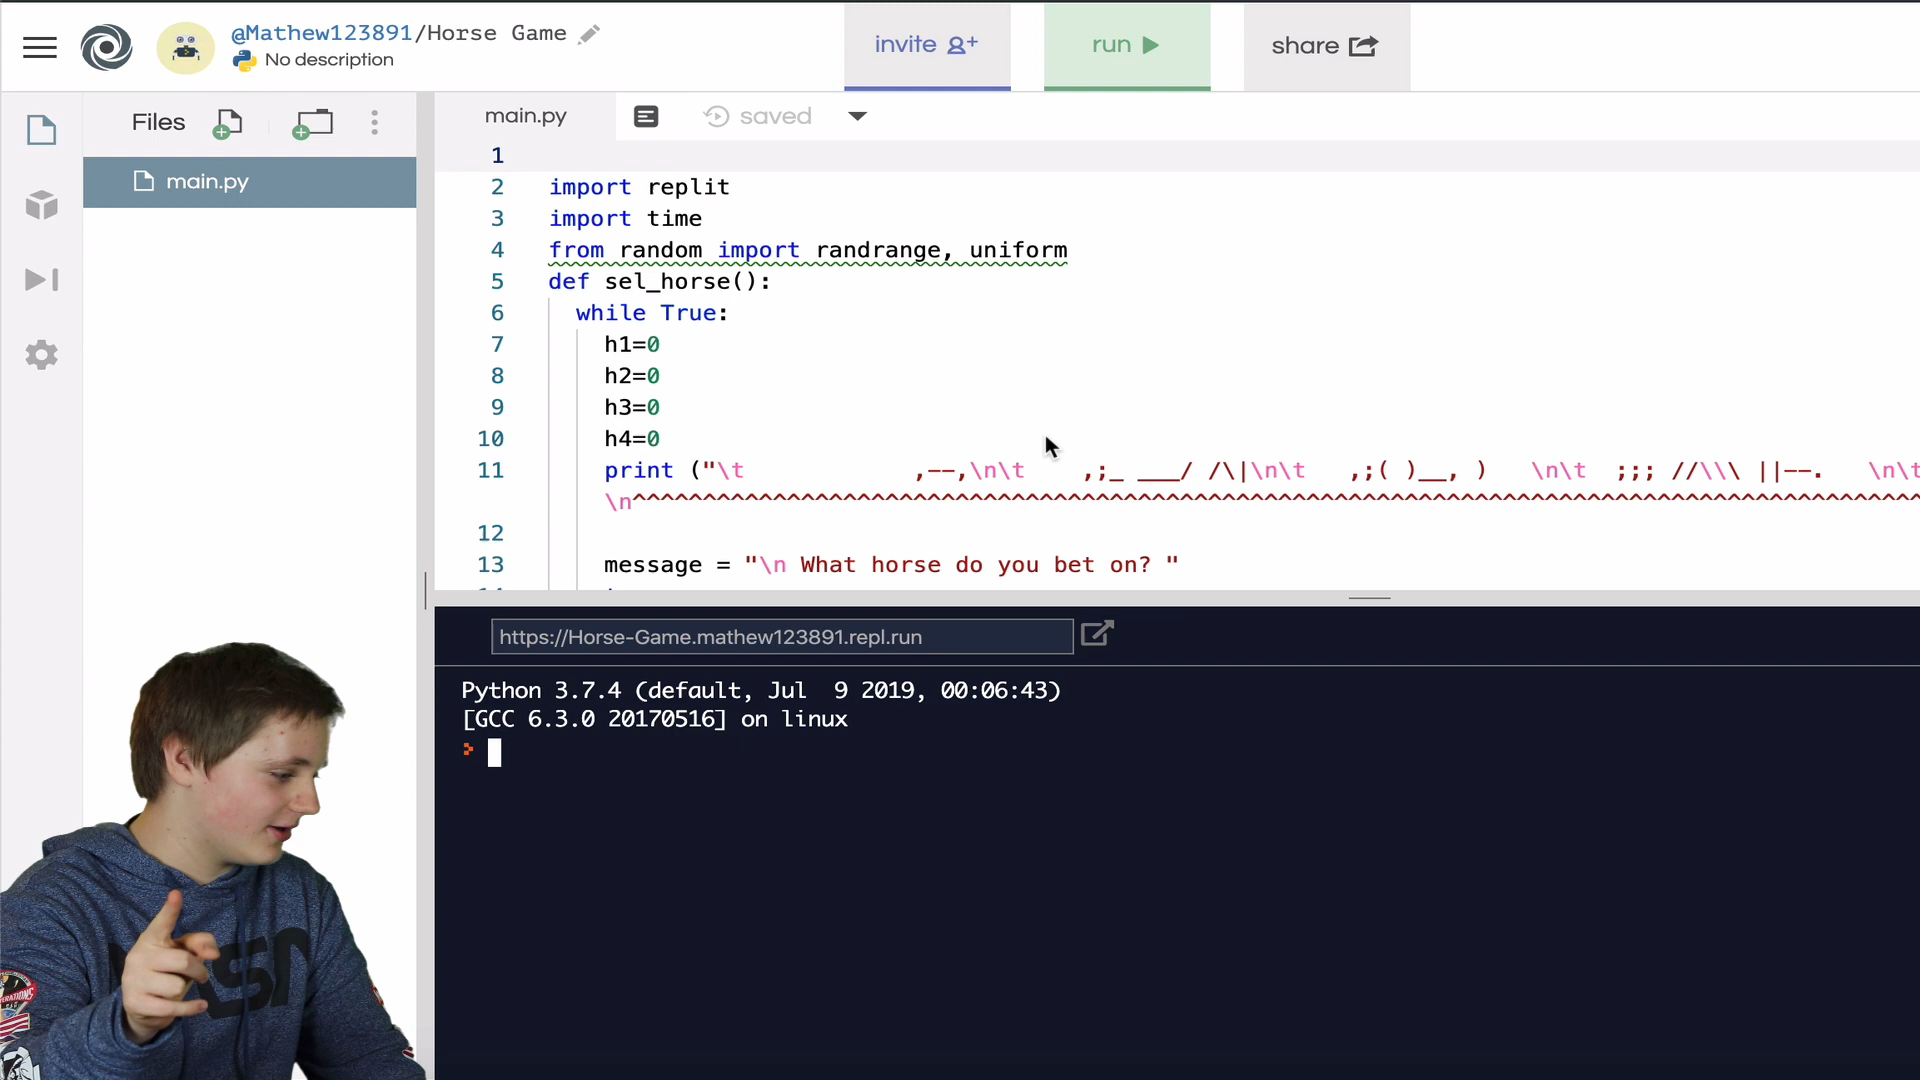 @Mathew123891/Horse Game
No description
invite
run
share
Files
main.py
main.py
saved
1
2 import replit
3 import time
4 from random import randrange, uniform
5 def sel_horse():
6 while True:
7 h1=0
8 h2=0
9 h3=0
10 h4=0
11 print ("\t ,--,\n\t ,;_ ___/ /\|\n\t ,;( )__, ) \n\t ;;; //\\\ ||--. \n\t
\n^^^^^^^^^^^^^^^^^^^^^^^^^^^^^^^^^^^^^^^^^^^^^^^^^^^^^^^^^^^^^^^^^^^^^^^^^^^^^^^^^^^^^^^^^^^^
12
13 message = "\n What horse do you bet on? "
https://Horse-Game.mathew123891.repl.run
Python 3.7.4 (default, Jul 9 2019, 00:06:43)
[GCC 6.3.0 20170516] on linux